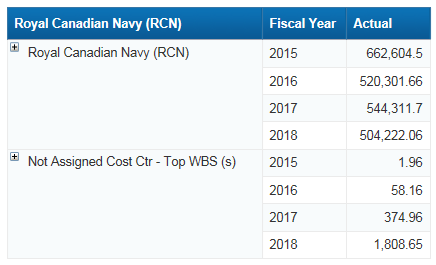 Royal Canadian Navy (RCN) Fiscal Year Actual
Royal Canadian Navy (RCN) 2015 662,604.5
2016 520,301.66
2017 544,311.7
2018 504,222.06
Not Assigned Cost Ctr - Top WBS (s) 2015 1.96
2016 58.16
2017 374.96
2018 1,808.65